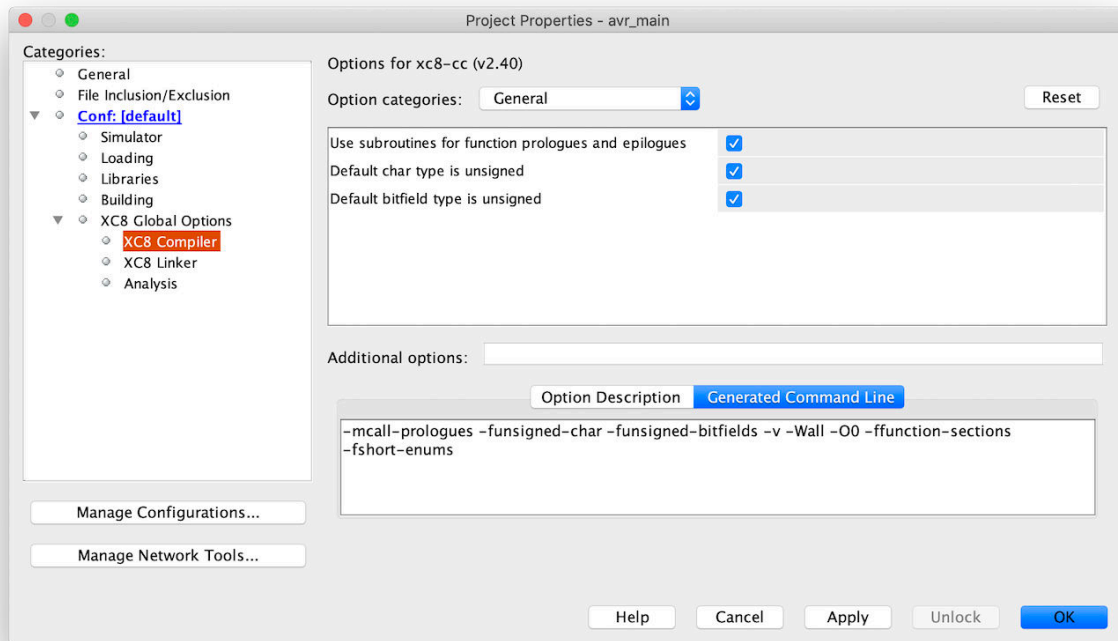 Project Properties - avr_main
Categories:
General
File Inclusion/Exclusion
Conf: [default]
Simulator
Loading
Libraries
Building
XC8 Global Options
XC8 Compiler
XC8 Linker
Analysis
Manage Configurations...
Manage Network Tools...
Options for xc8-cc (v2.40)
Option categories: General Reset
Use subroutines for function prologues and epilogues
Default char type is unsigned
Default bitfield type is unsigned
Additional options:
Option Description Generated Command Line
-mcall-prologues -funsigned-char -funsigned-bitfields -v -Wall -O0 -ffunction-sections
-fshort-enums
Help Cancel Apply Unlock OK